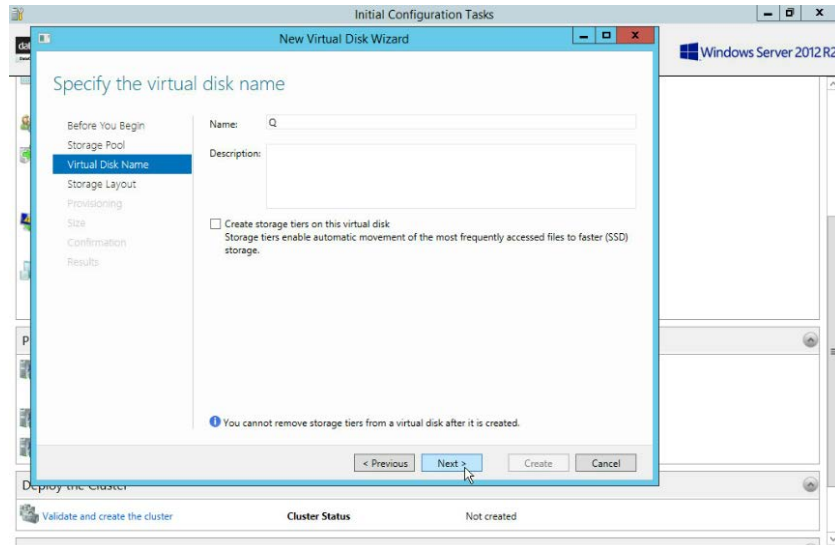 Initial Configuration Tasks
New Virtual Disk Wizard
Windows Server 2012 R2
Specify the virtual disk name
Before You Begin
Storage Pool
Virtual Disk Name
Storage Layout
Provisioning
Size
Confirmation
Results
Name: Q
Description:
Create storage tiers on this virtual disk
Storage tiers enable automatic movement of the most frequently accessed files to faster (SSD)
storage.
You cannot remove storage tiers from a virtual disk after it is created.
< Previous Next > Create Cancel
Deploy the Cluster
Validate and create the cluster Cluster Status Not created